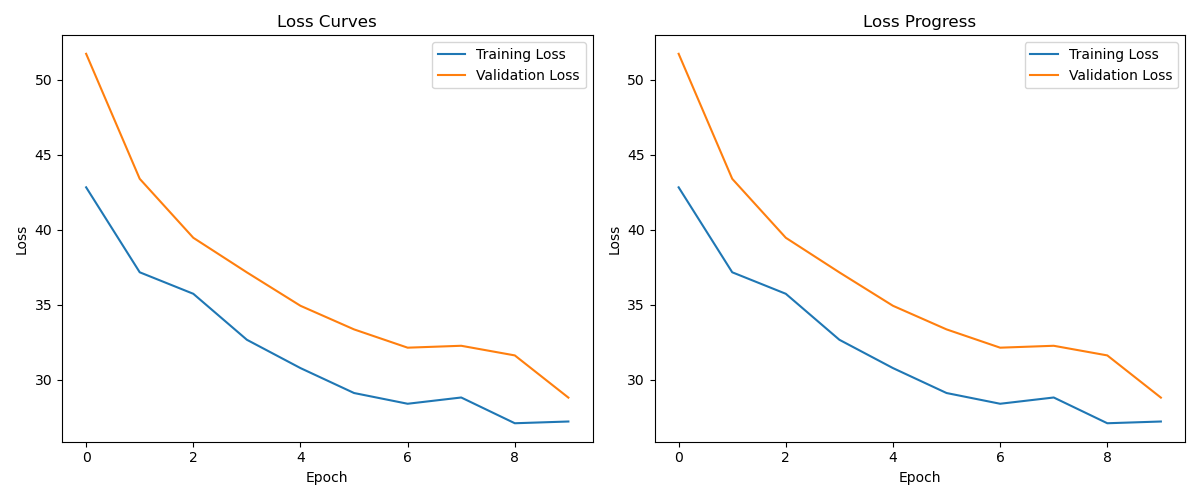 Loss Curves
Training Loss
Validation Loss
50
45
40
35
30
Loss
0 2 4 6 8
Epoch
Loss Progress
Training Loss
Validation Loss
50
45
40
35
30
Loss
0 2 4 6 8
Epoch